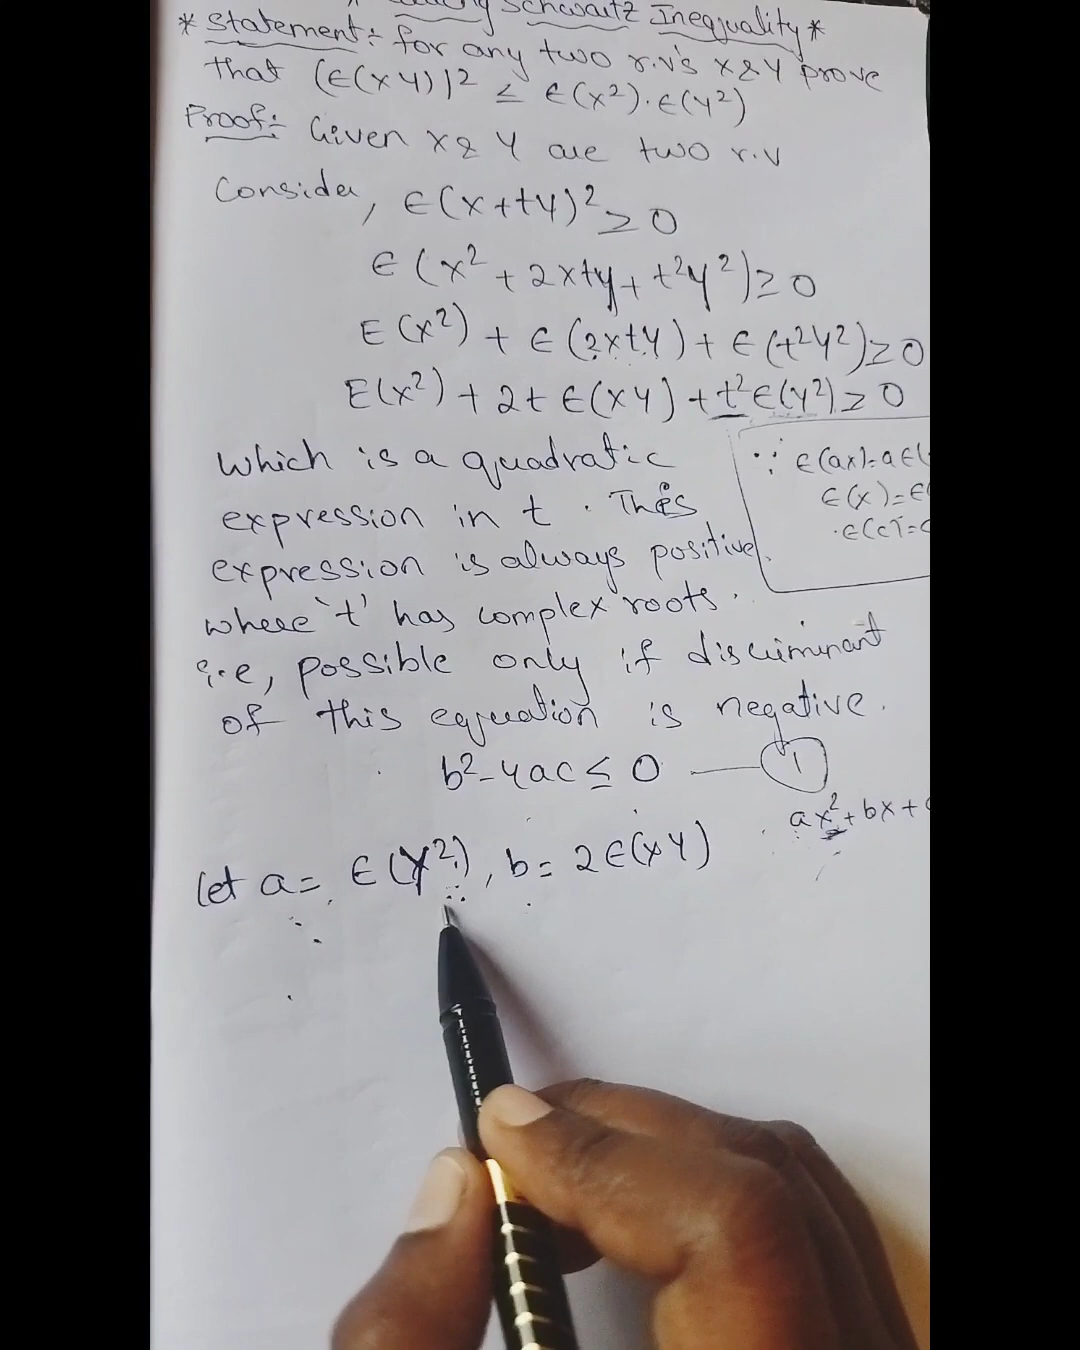 Schwartz Inequality *
* Statement: for any two r.v's x & y prove
that (E(xy))² ≤ E(x²).E(y²)
Proof: Given x & y are two r.v
Consider, E(x+ty)² ≥ 0
E(x² + 2xty + t²y²) ≥ 0
E(x²) + E(2xty) + E(t²y²) ≥ 0
E(x²) + 2t E(xy) + t²E(y²) ≥ 0
which is a quadratic
expression in t. This
expression is always positive.
where 't' has complex roots.
i.e, possible only if discriminant
of this equation is negative.
∵ E(ax)=aE(
E(x)=E
b²-4ac ≤ 0 — 1
ax²+bx+
Let a = E(y²), b = 2E(xy)